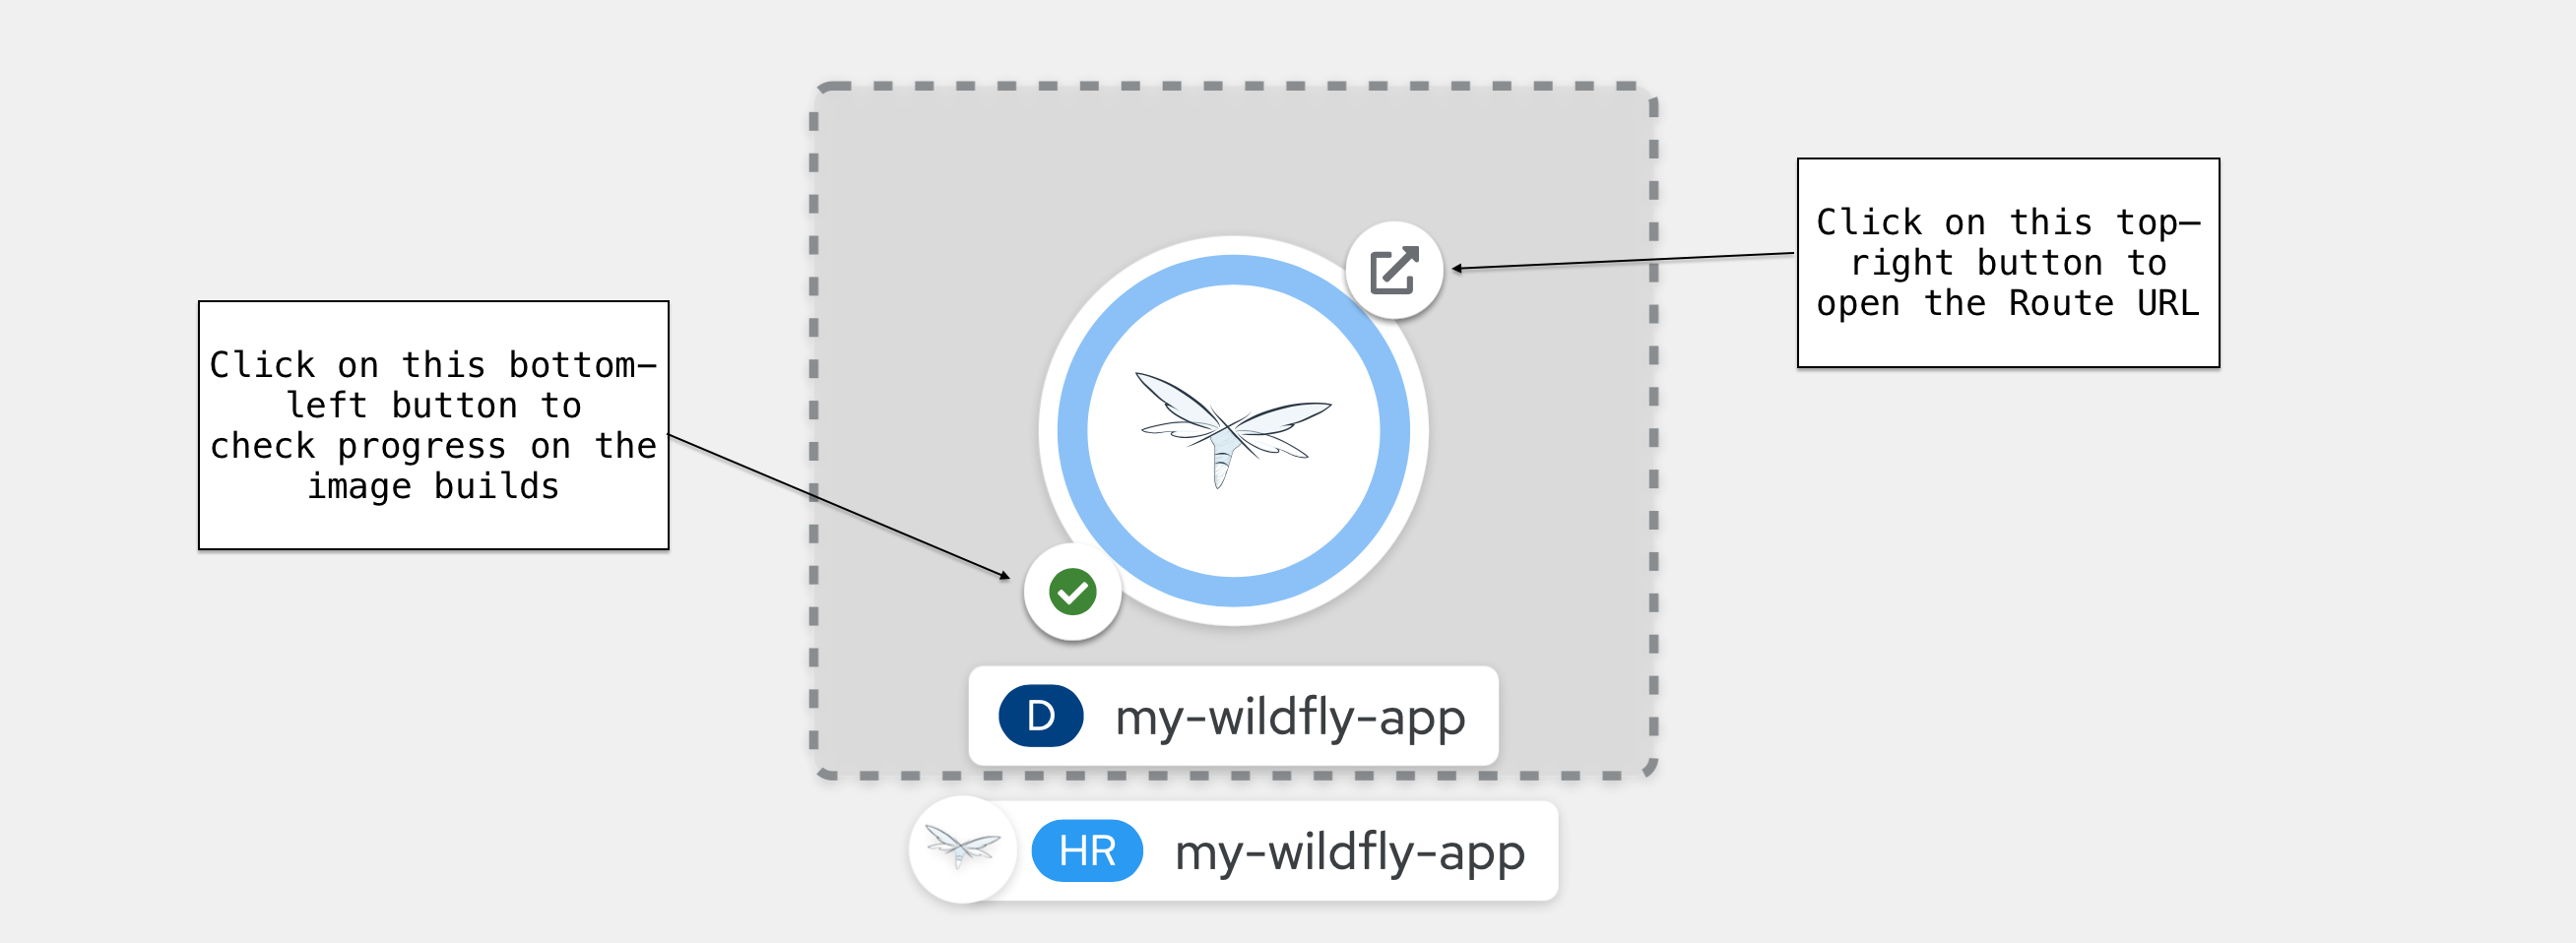 Click on this top-
right button to
open the Route URL
Click on this bottom-
left button to
check progress on the
image builds
D my-wildfly-app
HR my-wildfly-app